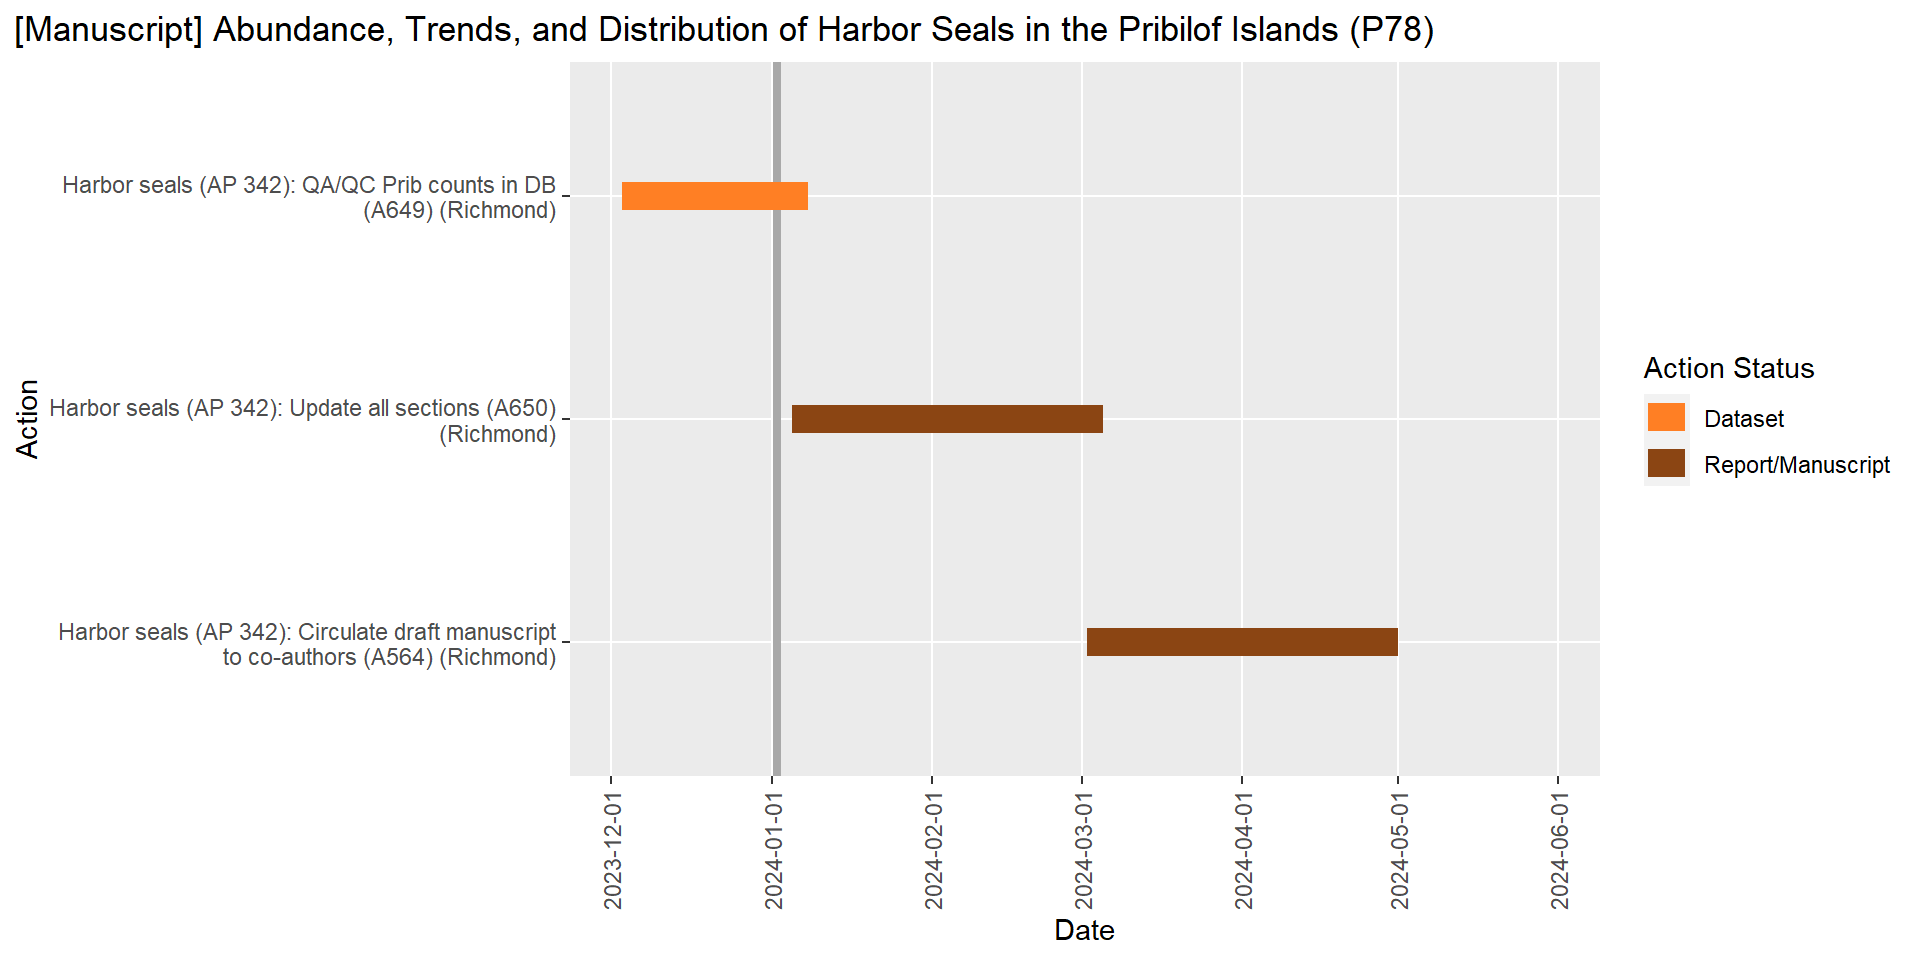 [Manuscript] Abundance, Trends, and Distribution of Harbor Seals in the Pribilof Islands (P78)
Action
Harbor seals (AP 342): QA/QC Prib counts in DB
(A649) (Richmond)
Harbor seals (AP 342): Update all sections (A650)
(Richmond)
Harbor seals (AP 342): Circulate draft manuscript
to co-authors (A564) (Richmond)
2023-12-01
2024-01-01
2024-02-01
2024-03-01
2024-04-01
2024-05-01
2024-06-01
Date
Action Status
Dataset
Report/Manuscript